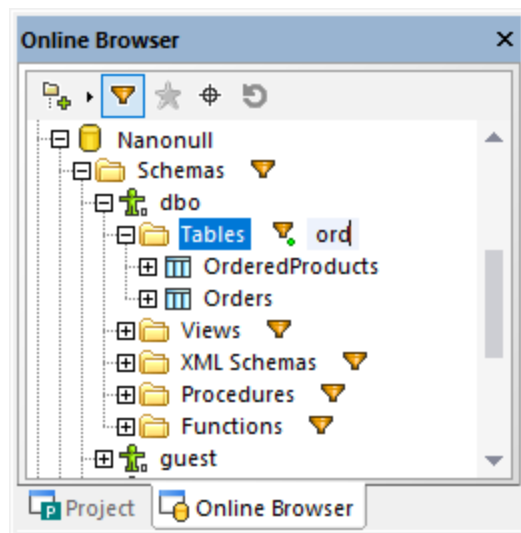 Online Browser
Nanonull
Schemas
dbo
Tables ord
OrderedProducts
Orders
Views
XML Schemas
Procedures
Functions
guest
Project Online Browser